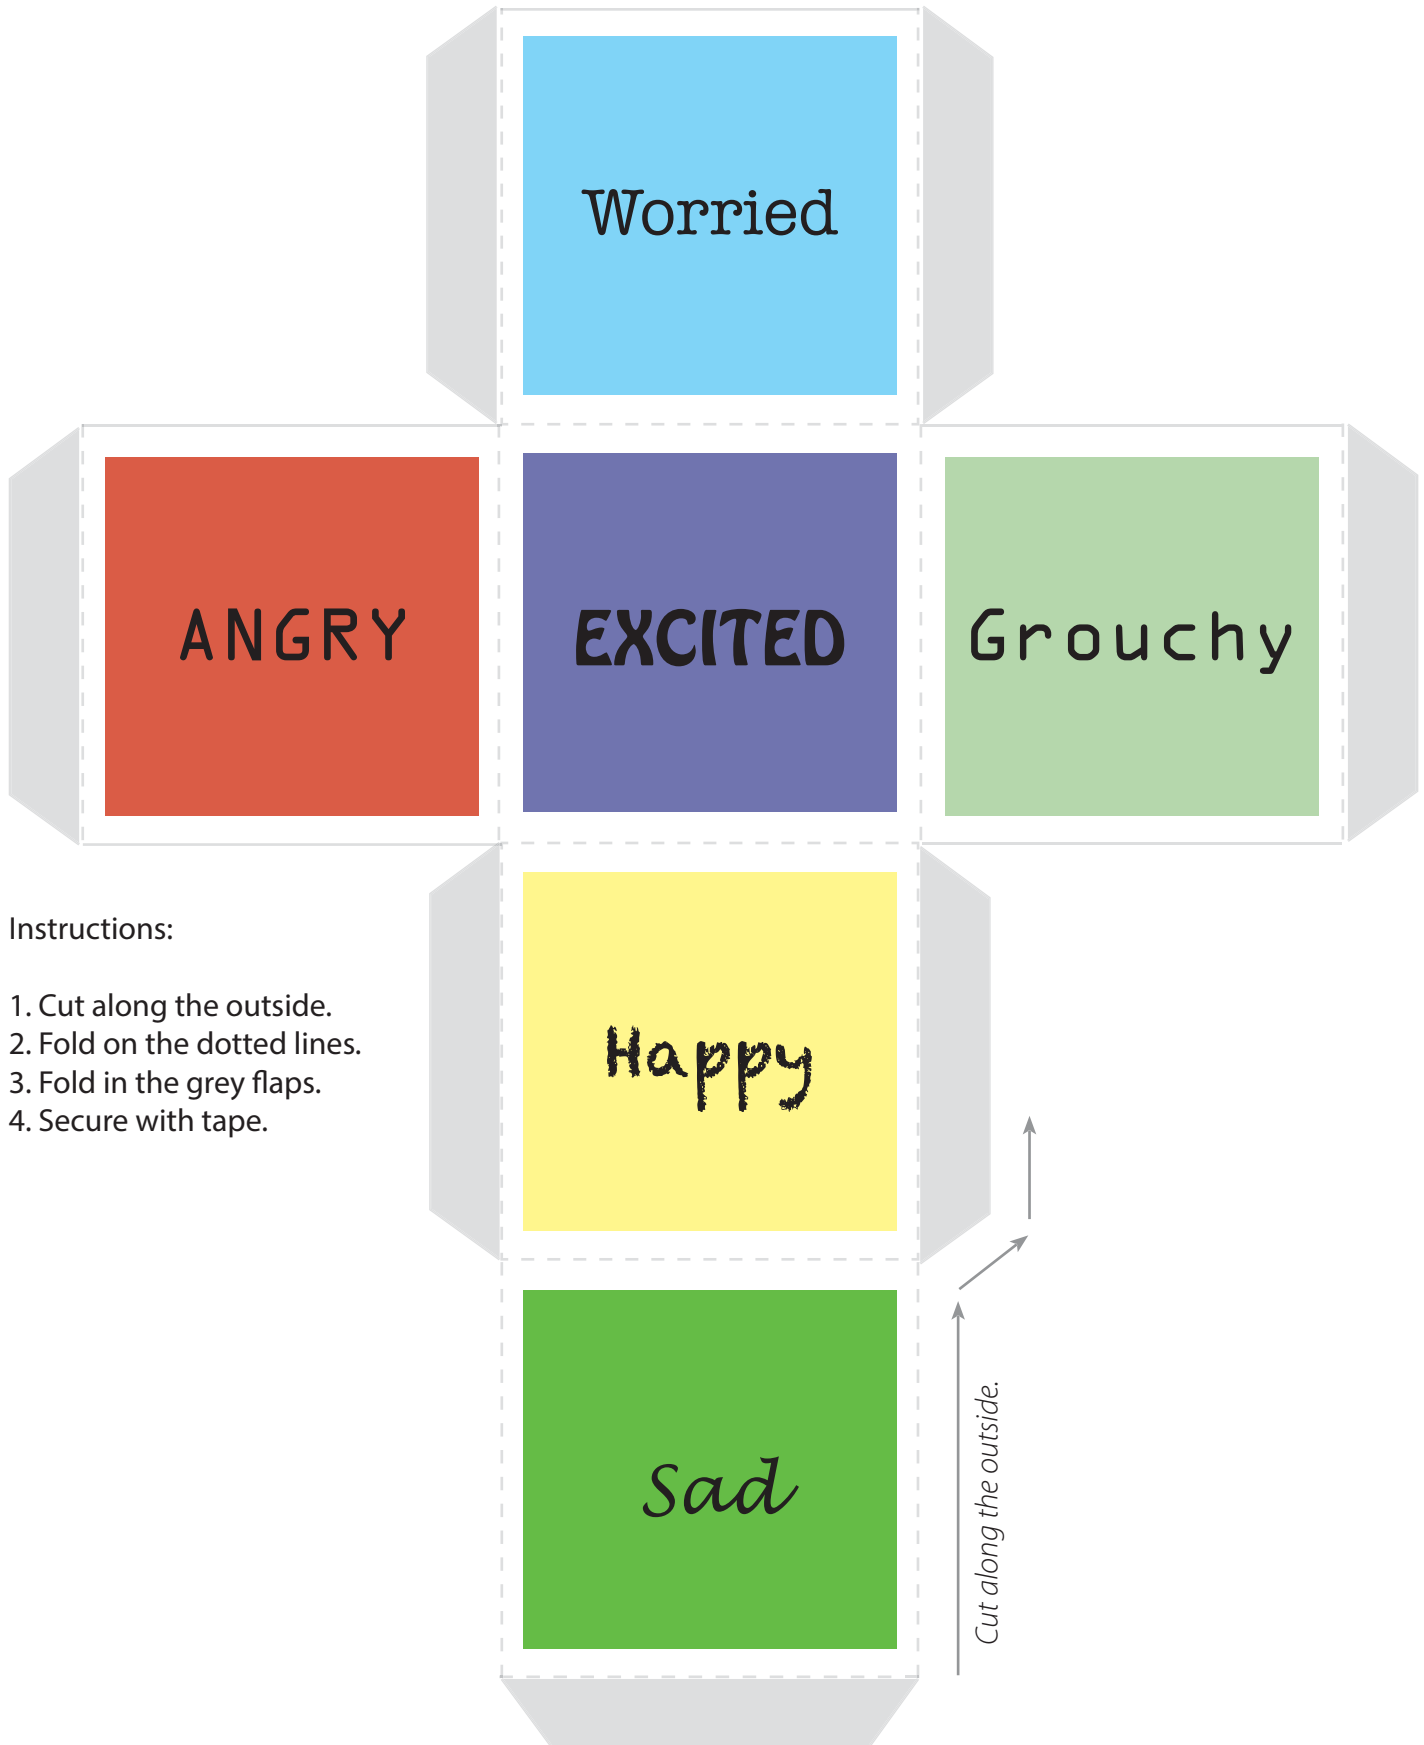 Worried
ANGRY
EXCITED
Grouchy
Instructions:
1. Cut along the outside.
2. Fold on the dotted lines.
3. Fold in the grey flaps.
4. Secure with tape.
Happy
Sad
Cut along the outside.